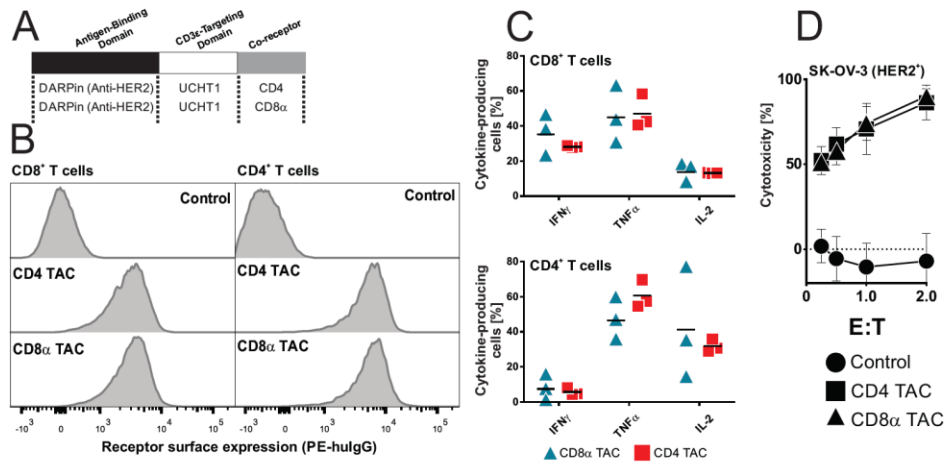 A
Antigen-Binding
Domain
CD3ε-Targeting
Domain
Co-receptor
DARPin (Anti-HER2) UCHT1 CD4
DARPin (Anti-HER2) UCHT1 CD8α
B
CD8+ T cells CD4+ T cells
Control Control
CD4 TAC CD4 TAC
CD8α TAC CD8α TAC
-10³ 0 10³ 10⁴ 10⁵ -10³ 0 10³ 10⁴ 10⁵
Receptor surface expression (PE-huIgG)
C
CD8+ T cells
Cytokine-producing
cells [%]
80
60
40
20
0
IFNγ TNFα IL-2
CD4+ T cells
Cytokine-producing
cells [%]
80
60
40
20
0
IFNγ TNFα IL-2
CD8α TAC CD4 TAC
D
SK-OV-3 (HER2+)
Cytotoxicity [%]
100
50
0
0 1.0 2.0
E:T
Control
CD4 TAC
CD8α TAC